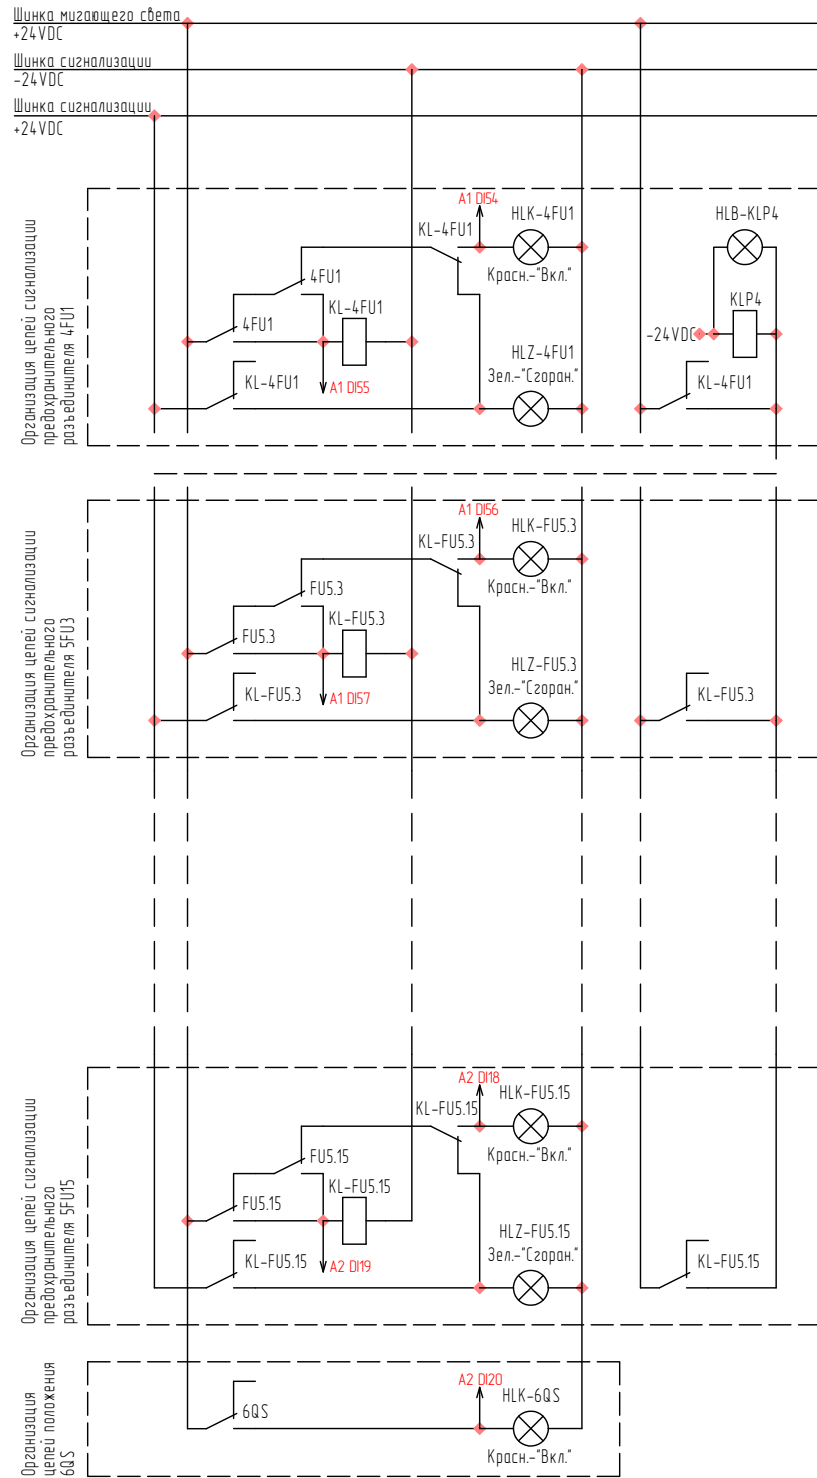 Шинка мигающего света
+24VDC
Шинка сигнализации
-24VDC
Шинка сигнализации
+24VDC
Организация цепей сигнализации
предохранительного
разъединителя 4FU1
A1 DI54
HLK-4FU1
KL-4FU1
Красн.-"Вкл."
4FU1
KL-4FU1
4FU1
A1 DI55
KL-4FU1
HLZ-4FU1
Зел.-"Сгоран."
HLB-KLP4
KLP4
-24VDC
KL-4FU1
Организация цепей сигнализации
предохранительного
разъединителя 5FU3
A1 DI56
HLK-FU5.3
KL-FU5.3
Красн.-"Вкл."
FU5.3
KL-FU5.3
FU5.3
A1 DI57
KL-FU5.3
HLZ-FU5.3
Зел.-"Сгоран."
KL-FU5.3
Организация цепей сигнализации
предохранительного
разъединителя 5FU15
A2 DI18
HLK-FU5.15
KL-FU5.15
Красн.-"Вкл."
FU5.15
KL-FU5.15
FU5.15
A2 DI19
KL-FU5.15
HLZ-FU5.15
Зел.-"Сгоран."
KL-FU5.15
Организация
цепей положения
6QS
A2 DI20
HLK-6QS
6QS
Красн.-"Вкл."